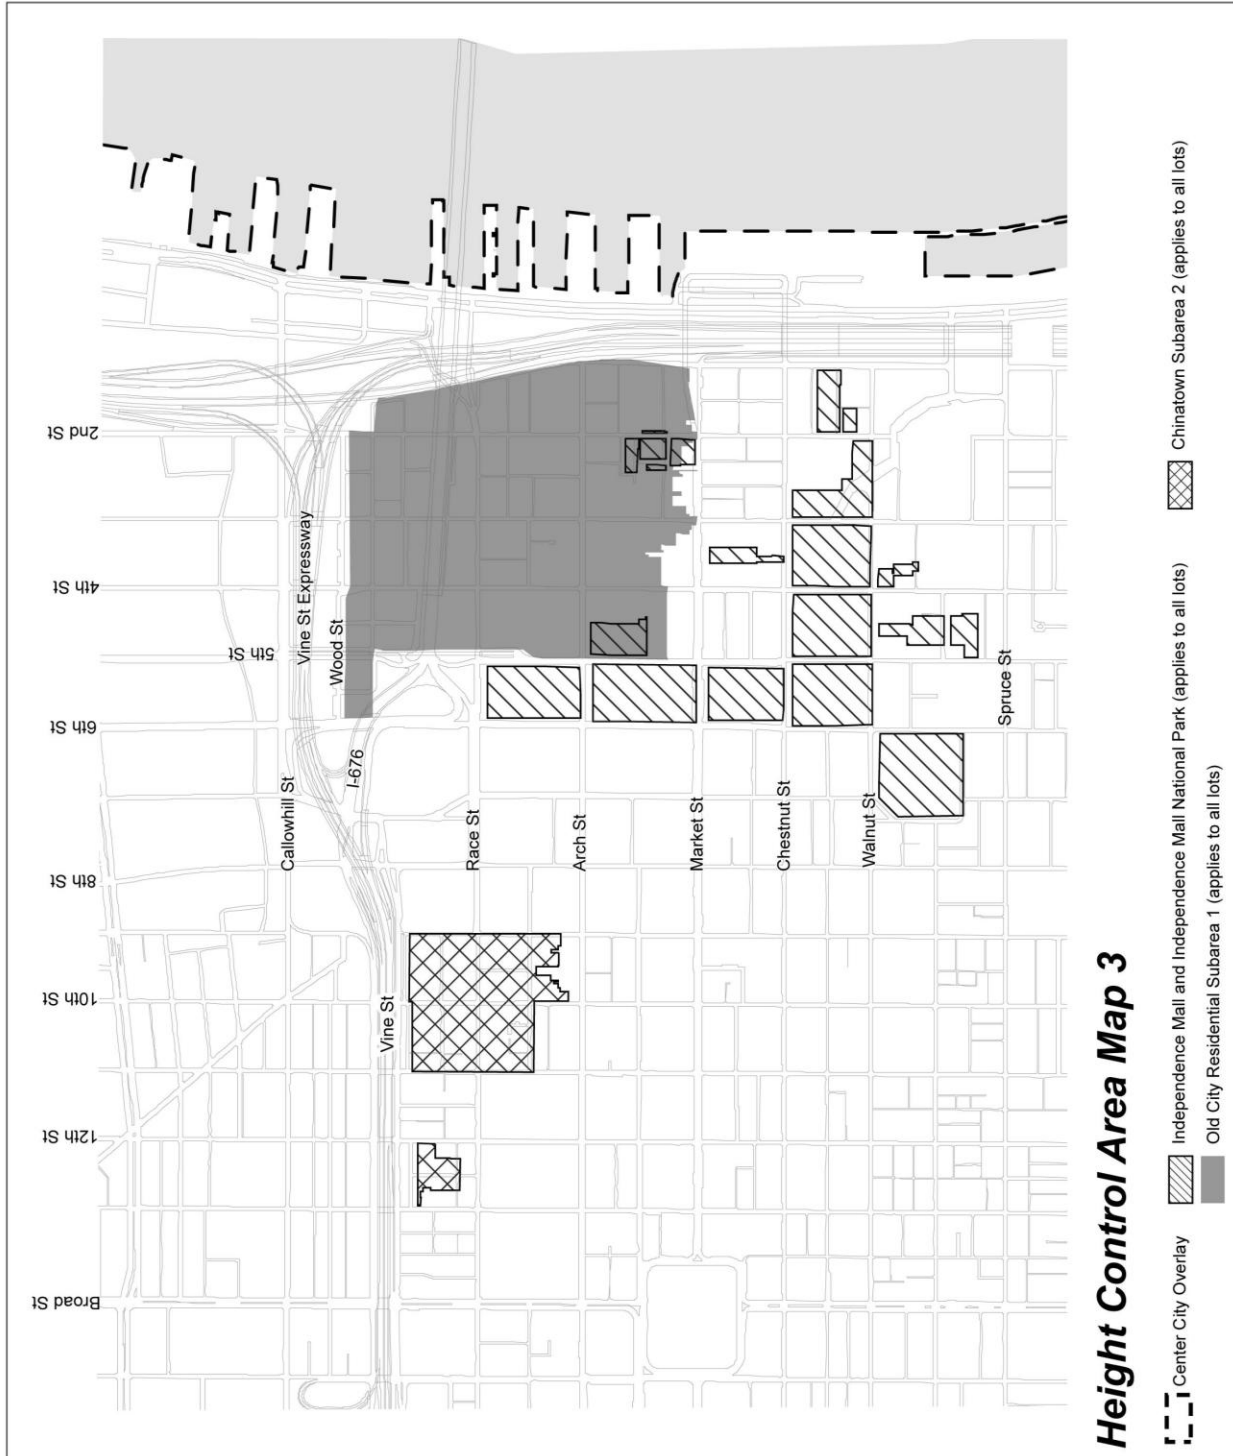 Broad St
12th St
10th St
8th St
6th St
5th St
4th St
2nd St
Callowhill St
Vine St Expressway
Wood St
I-676
Vine St
Race St
Arch St
Market St
Chestnut St
Walnut St
Spruce St
Height Control Area Map 3
Center City Overlay
Independence Mall and Independence Mall National Park (applies to all lots)
Old City Residential Subarea 1 (applies to all lots)
Chinatown Subarea 2 (applies to all lots)